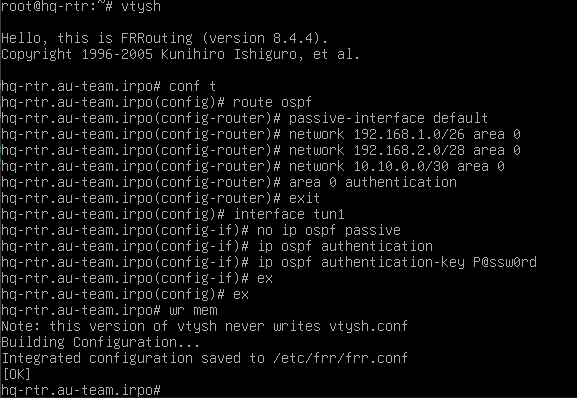 root@hq-rtr:~# vtysh
Hello, this is FRRouting (version 8.4.4).
Copyright 1996-2005 Kunihiro Ishiguro, et al.
hq-rtr.au-team.irpo# conf t
hq-rtr.au-team.irpo(config)# route ospf
hq-rtr.au-team.irpo(config-router)# passive-interface default
hq-rtr.au-team.irpo(config-router)# network 192.168.1.0/26 area 0
hq-rtr.au-team.irpo(config-router)# network 192.168.2.0/28 area 0
hq-rtr.au-team.irpo(config-router)# network 10.10.0.0/30 area 0
hq-rtr.au-team.irpo(config-router)# area 0 authentication
hq-rtr.au-team.irpo(config-router)# exit
hq-rtr.au-team.irpo(config)# interface tun1
hq-rtr.au-team.irpo(config-if)# no ip ospf passive
hq-rtr.au-team.irpo(config-if)# ip ospf authentication
hq-rtr.au-team.irpo(config-if)# ip ospf authentication-key P@ssw0rd
hq-rtr.au-team.irpo(config-if)# ex
hq-rtr.au-team.irpo(config)# ex
hq-rtr.au-team.irpo# wr mem
Note: this version of vtysh never writes vtysh.conf
Building Configuration...
Integrated configuration saved to /etc/frr/frr.conf
[OK]
hq-rtr.au-team.irpo#